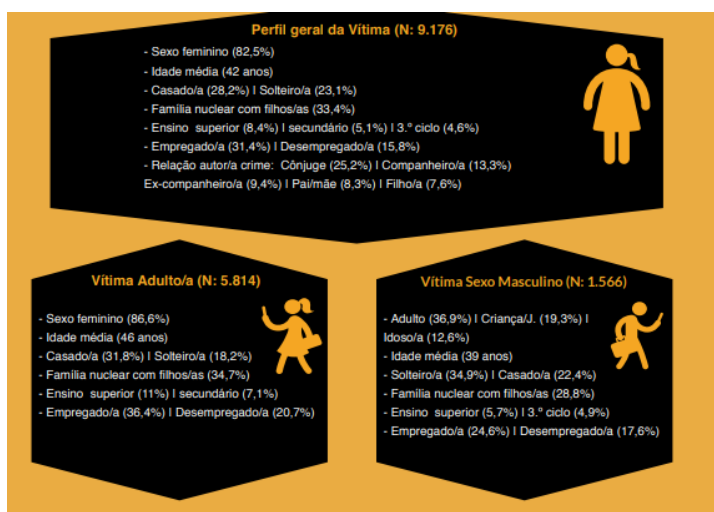 Perfil geral da Vítima (N: 9.176)
- Sexo feminino (82,5%)
- Idade média (42 anos)
- Casado/a (28,2%) I Solteiro/a (23,1%)
- Família nuclear com filhos/as (33,4%)
- Ensino superior (8,4%) I secundário (5,1%) I 3.º ciclo (4,6%)
- Empregado/a (31,4%) I Desempregado/a (15,8%)
- Relação autor/a crime: Cônjuge (25,2%) I Companheiro/a (13,3%)
Ex-companheiro/a (9,4%) I Pai/mãe (8,3%) I Filho/a (7,6%)
Vítima Adulto/a (N: 5.814)
- Sexo feminino (86,6%)
- Idade média (46 anos)
- Casado/a (31,8%) I Solteiro/a (18,2%)
- Família nuclear com filhos/as (34,7%)
- Ensino superior (11%) I secundário (7,1%)
- Empregado/a (36,4%) I Desempregado/a (20,7%)
Vítima Sexo Masculino (N: 1.566)
- Adulto (36,9%) I Criança/J. (19,3%) I
Idoso/a (12,6%)
- Idade média (39 anos)
- Solteiro/a (34,9%) I Casado/a (22,4%)
- Família nuclear com filhos/as (28,8%)
- Ensino superior (5,7%) I 3.º ciclo (4,9%)
- Empregado/a (24,6%) I Desempregado/a (17,6%)